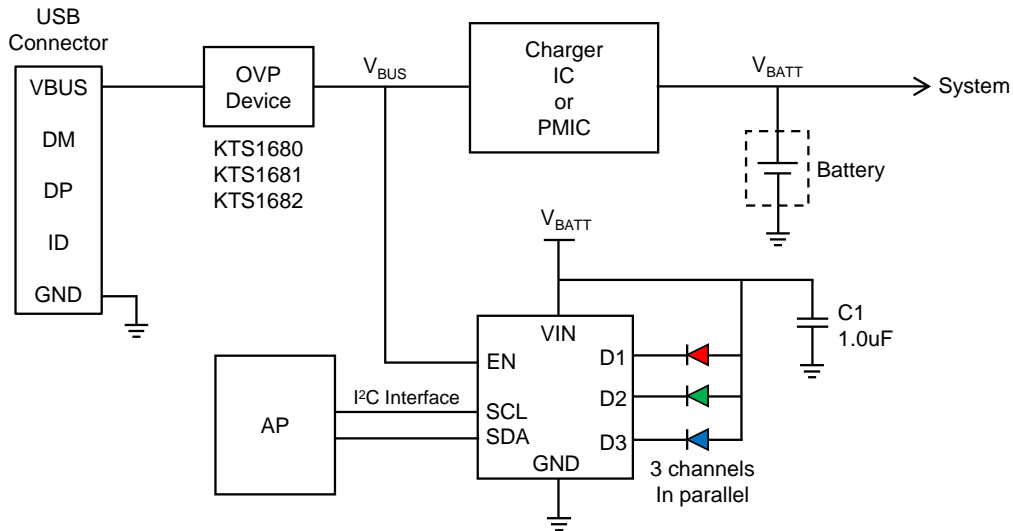 USB
Connector
VBUS
DM
DP
ID
GND
OVP
Device
KTS1680
KTS1681
KTS1682
VBUS
Charger
IC
or
PMIC
VBATT
System
Battery
VBATT
C1
1.0uF
VIN
EN
SCL
SDA
GND
D1
D2
D3
3 channels
In parallel
AP
I²C Interface